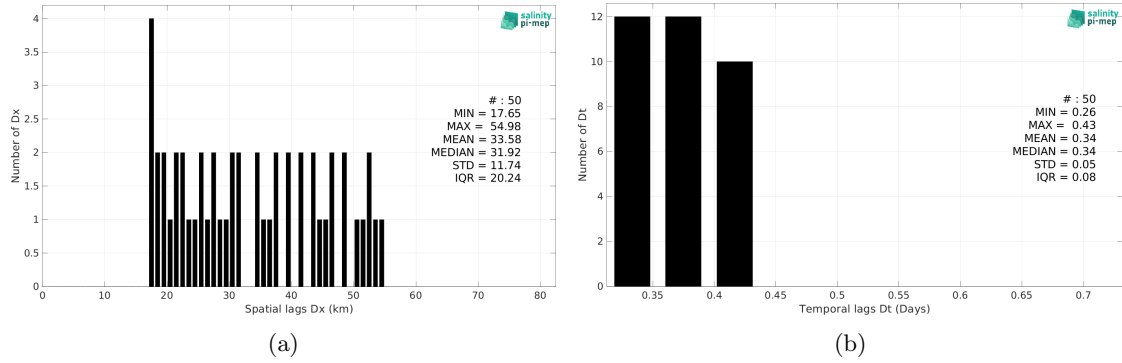 4
3.5
3
2.5
2
1.5
1
0.5
0
Number of Dx
0 10 20 30 40 50 60 70 80
Spatial lags Dx (km)
salinity
pi-mep
# : 50
MIN = 17.65
MAX = 54.98
MEAN = 33.58
MEDIAN = 31.92
STD = 11.74
IQR = 20.24
(a)
12
10
8
6
4
2
0
Number of Dt
0.35 0.4 0.45 0.5 0.55 0.6 0.65 0.7
Temporal lags Dt (Days)
salinity
pi-mep
# : 50
MIN = 0.26
MAX = 0.43
MEAN = 0.34
MEDIAN = 0.34
STD = 0.05
IQR = 0.08
(b)